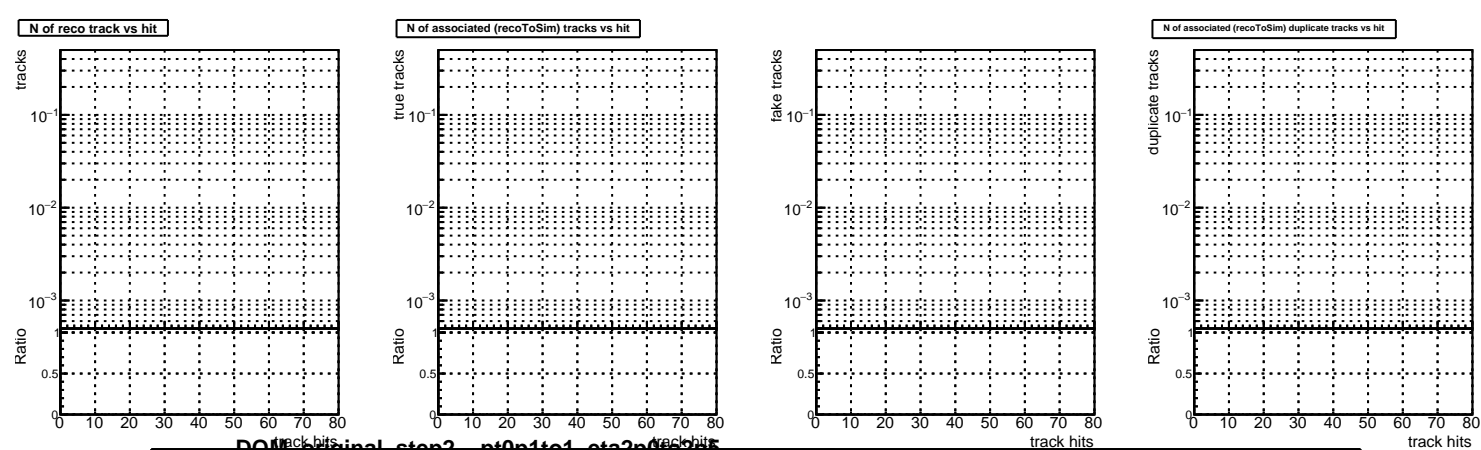 N of reco track vs hit
tracks
10−1
10−2
10−3
Ratio
1
0.5
0
0 10 20 30 40 50 60 70 80
track hits
N of associated (recoToSim) tracks vs hit
true tracks
10−1
10−2
10−3
Ratio
1
0.5
0
0 10 20 30 40 50 60 70 80
track hits
fake tracks
10−1
10−2
10−3
Ratio
1
0.5
0
0 10 20 30 40 50 60 70 80
track hits
N of associated (recoToSim) duplicate tracks vs hit
duplicate tracks
10−1
10−2
10−3
Ratio
1
0.5
0
0 10 20 30 40 50 60 70 80
track hits